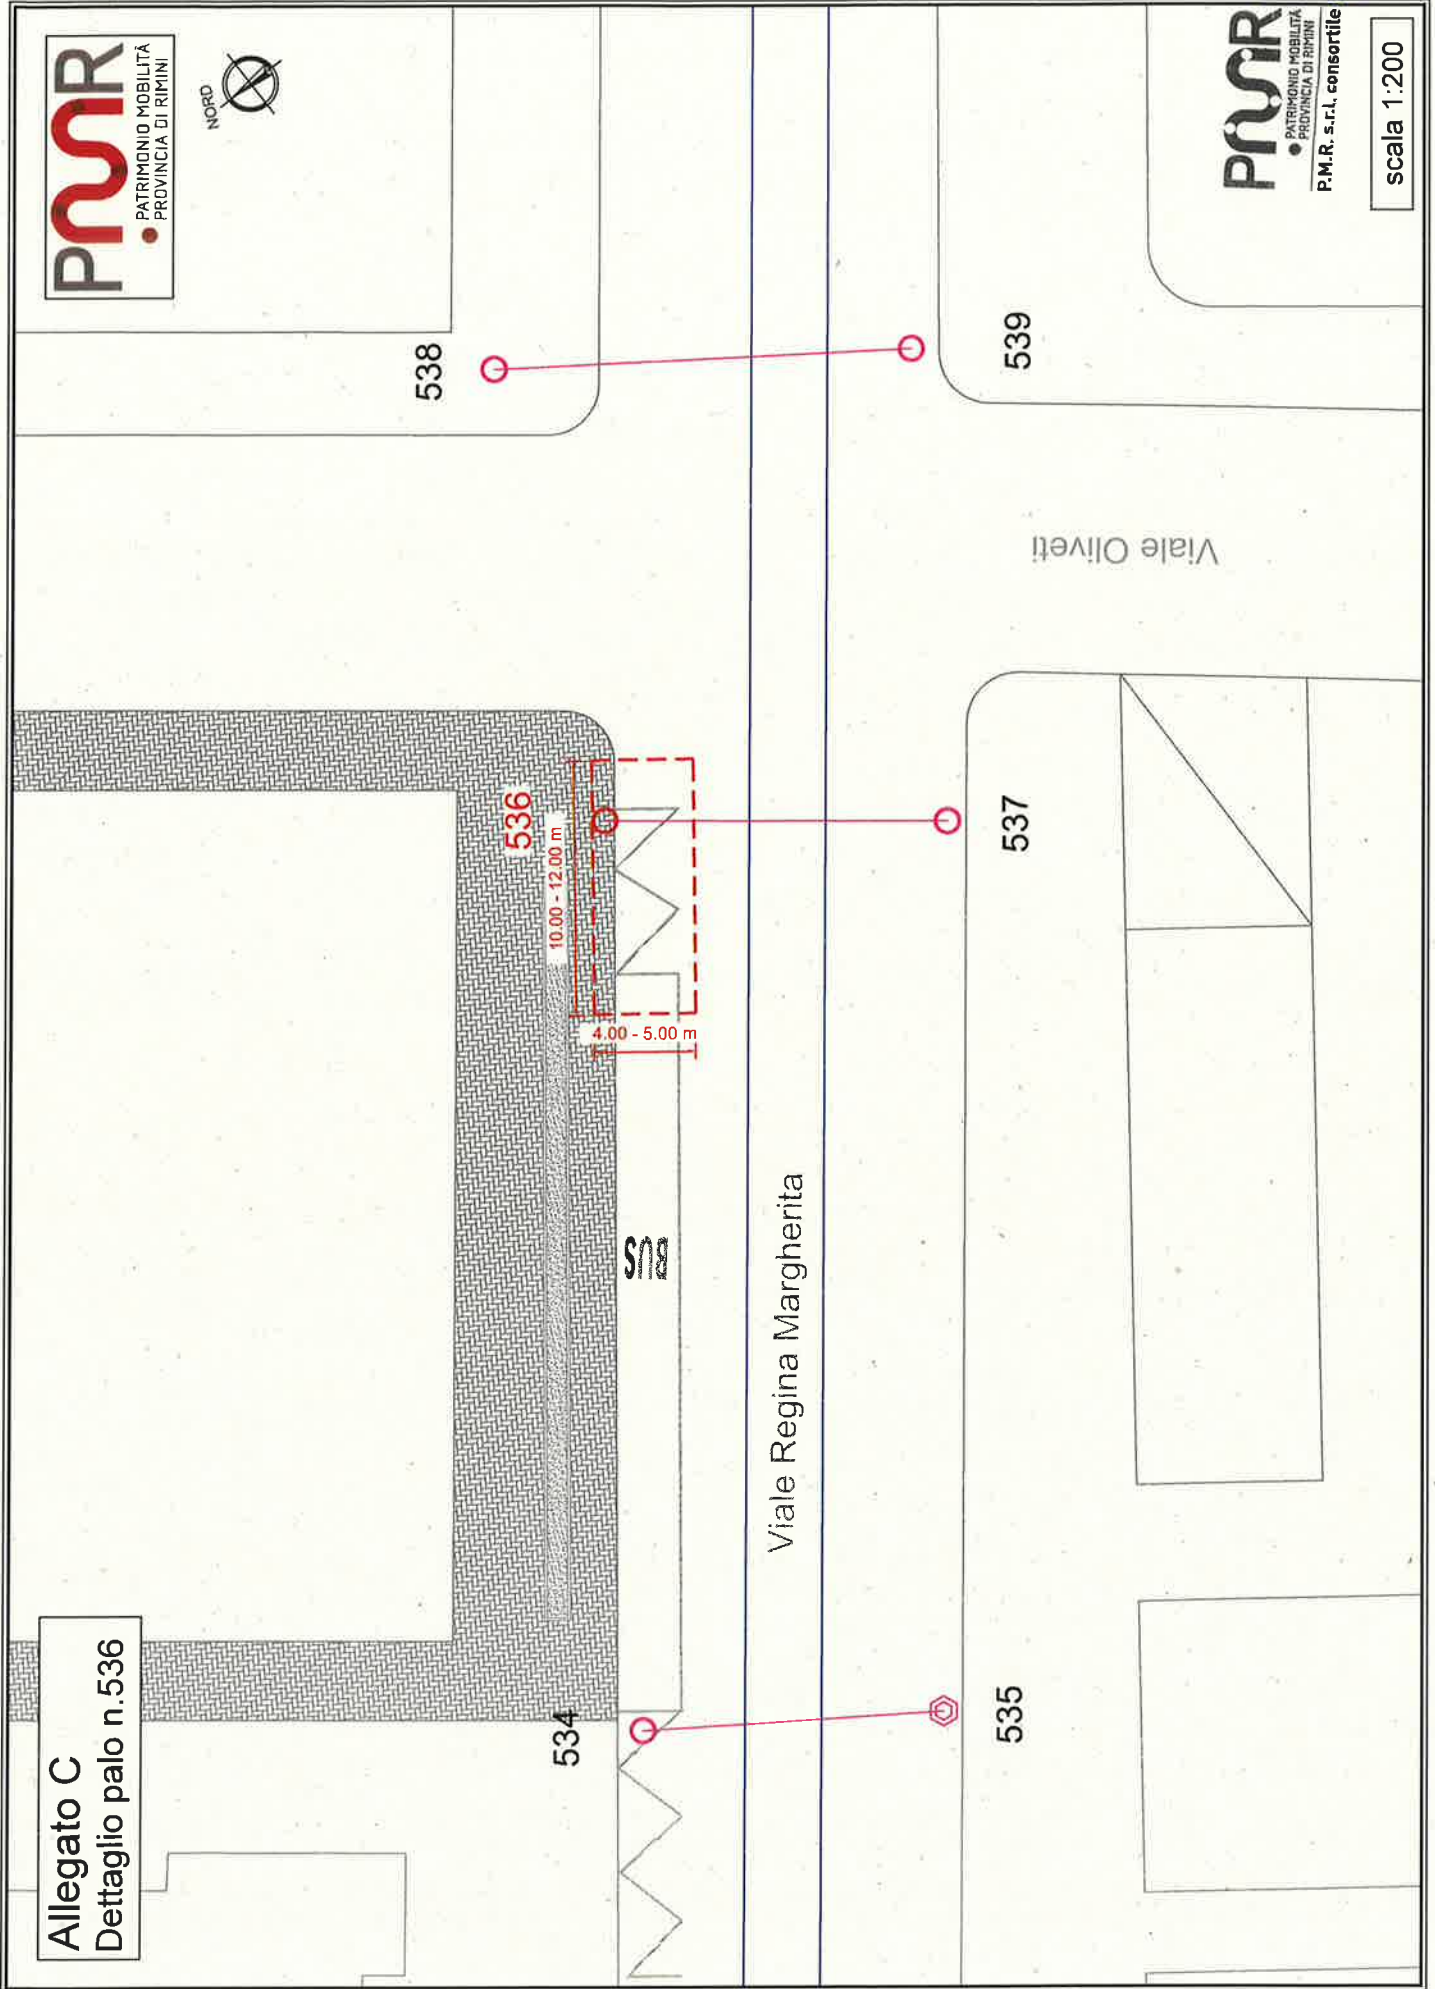 Allegato C
Dettaglio palo n.536
PMR
PATRIMONIO MOBILITÀ
PROVINCIA DI RIMINI
NORD
534
536
538
10.00 - 12.00 m
4.00 - 5.00 m
BUS
Viale Regina Margherita
Viale Oliveti
535
537
539
PMR
PATRIMONIO MOBILITÀ
PROVINCIA DI RIMINI
P.M.R. s.r.l. consortile
scala 1:200